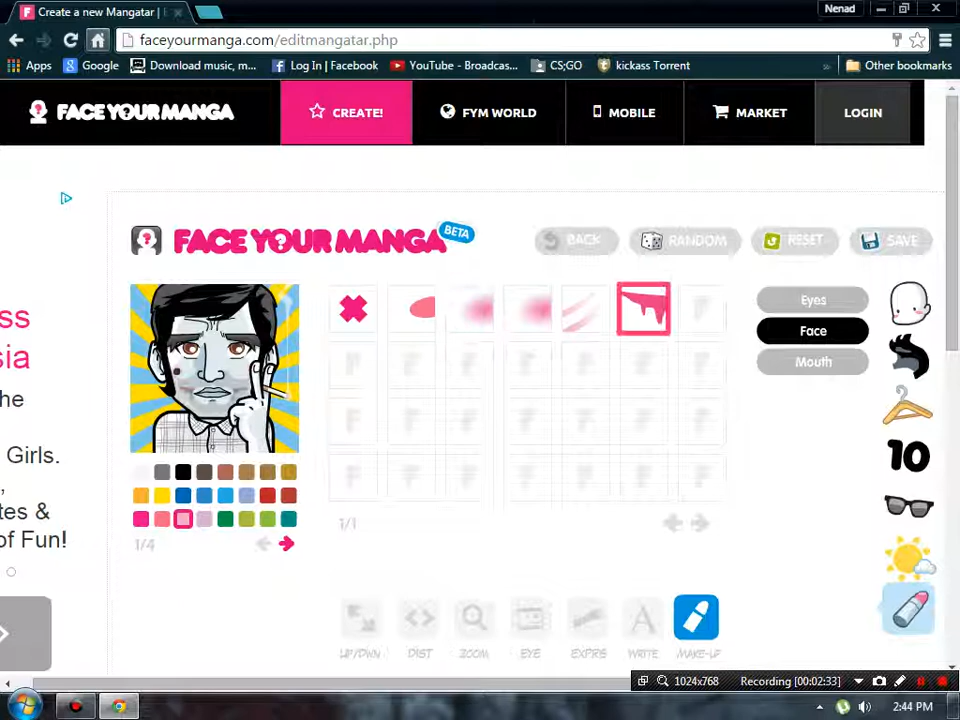 Create a new Mangatar |
Nenad
faceyourmanga.com/editmangatar.php
Apps
Google
Download music, m...
Log In | Facebook
YouTube - Broadcas...
CS;GO
kickass Torrent
»
Other bookmarks
FACE YOUR MANGA
CREATE!
FYM WORLD
MOBILE
MARKET
LOGIN
FACE YOUR MANGA
BETA
BACK
RANDOM
RESET
SAVE
Eyes
Face
Mouth
10
ss
sia
he
Girls.
tes &
of Fun!
1/4
1/1
UP/DWN
DIST
ZOOM
EYE
EXPRS
WRITE
MAKE-UP
1024x768
Recording [00:02:33]
2:44 PM